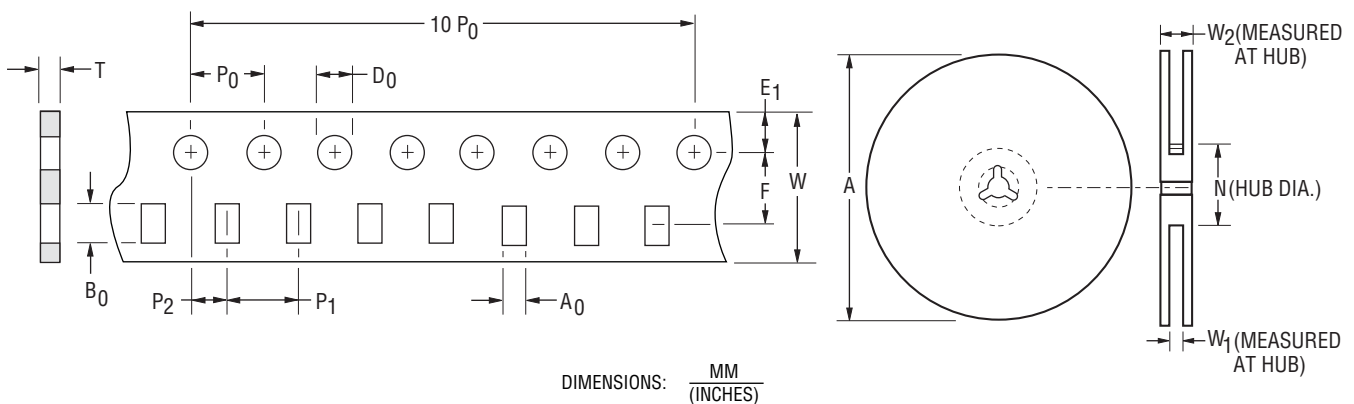 10 P0
T
P0
D0
E1
W
F
B0
P2
P1
A0
A
W2(MEASURED
AT HUB)
N(HUB DIA.)
W1(MEASURED
AT HUB)
DIMENSIONS: MM
(INCHES)